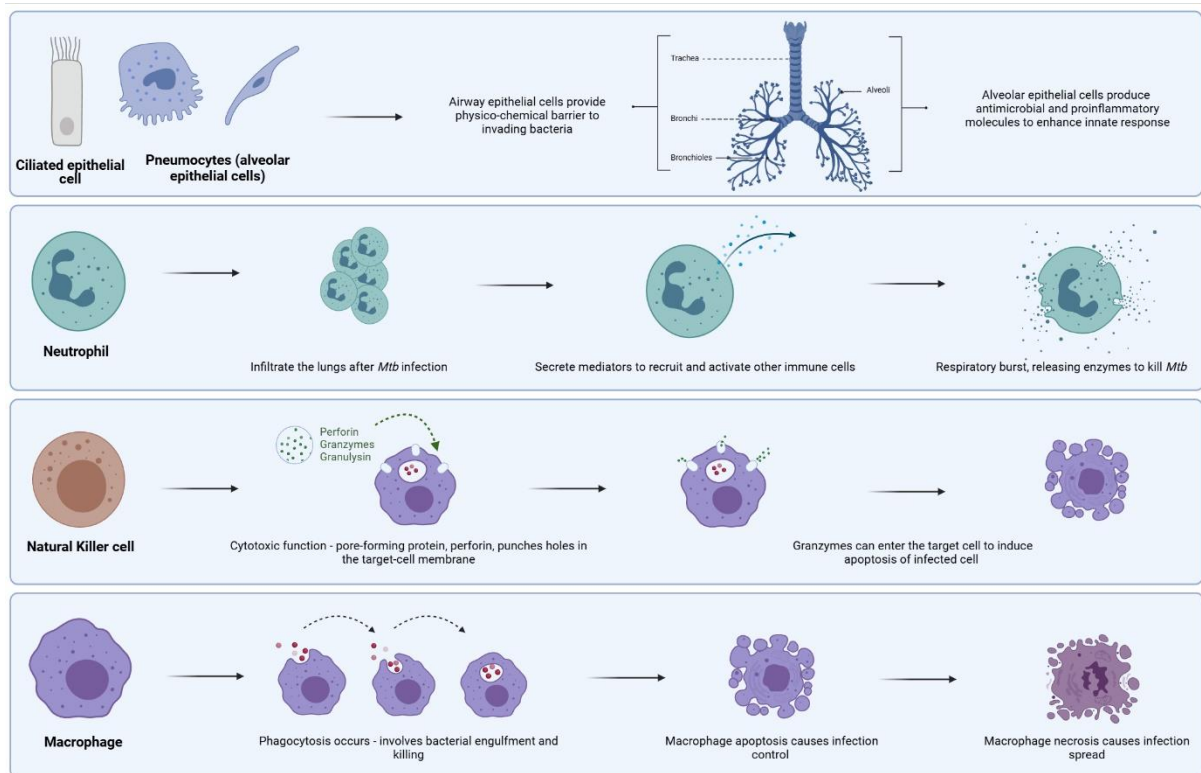 Ciliated epithelial
cell
Pneumocytes (alveolar
epithelial cells)
Airway epithelial cells provide
physico-chemical barrier to
invading bacteria
Trachea
Bronchi
Bronchioles
Alveoli
Alveolar epithelial cells produce
antimicrobial and proinflammatory
molecules to enhance innate response
Neutrophil
Infiltrate the lungs after Mtb infection
Secrete mediators to recruit and activate other immune cells
Respiratory burst, releasing enzymes to kill Mtb
Natural Killer cell
Perforin
Granzymes
Granulysin
Cytotoxic function - pore-forming protein, perforin, punches holes in
the target-cell membrane
Granzymes can enter the target cell to induce
apoptosis of infected cell
Macrophage
Phagocytosis occurs - involves bacterial engulfment and
killing
Macrophage apoptosis causes infection
control
Macrophage necrosis causes infection
spread